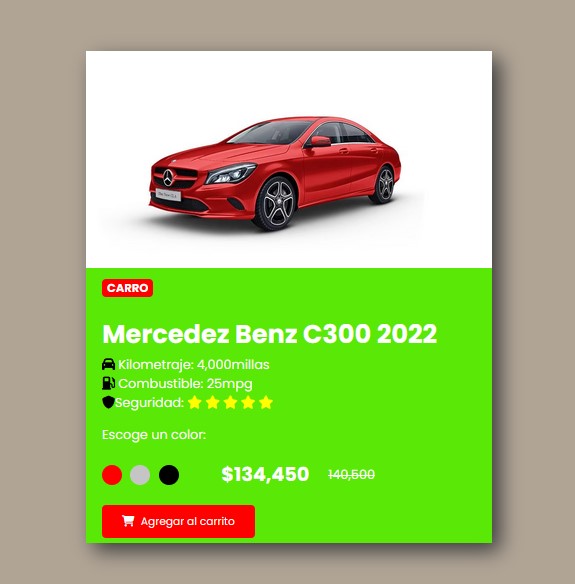 CARRO
Mercedez Benz C300 2022
Kilometraje: 4,000millas
Combustible: 25mpg
Seguridad:
Escoge un color:
$134,450 140,500
Agregar al carrito